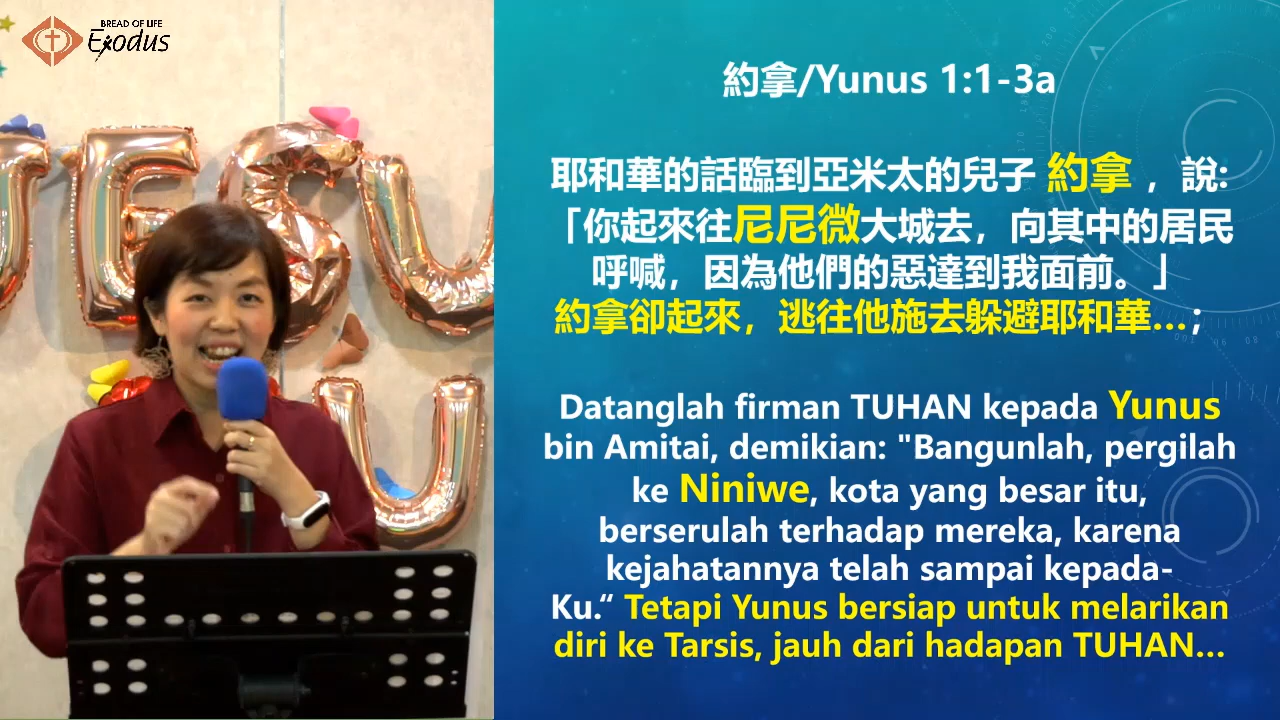 BREAD OF LIFE
Exodus
JESU
U
約拿/Yunus 1:1-3a
耶和華的話臨到亞米太的兒子 約拿 ，說:
「你起來往尼尼微大城去，向其中的居民
呼喊，因為他們的惡達到我面前。」
約拿卻起來，逃往他施去躲避耶和華...；
Datanglah firman TUHAN kepada Yunus
bin Amitai, demikian: "Bangunlah, pergilah
ke Niniwe, kota yang besar itu,
berserulah terhadap mereka, karena
kejahatannya telah sampai kepada-
Ku.“ Tetapi Yunus bersiap untuk melarikan
diri ke Tarsis, jauh dari hadapan TUHAN...